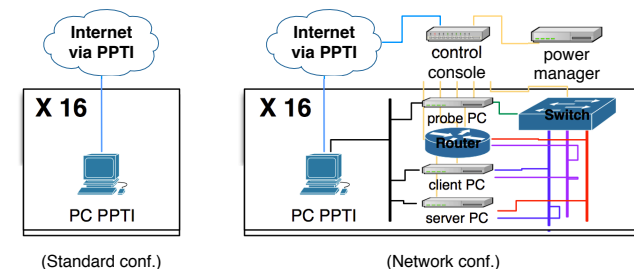 Internet
via PPTI
X 16
PC PPTI
(Standard conf.)
Internet
via PPTI
control
console
power
manager
X 16
probe PC
Switch
Router
client PC
PC PPTI
server PC
(Network conf.)